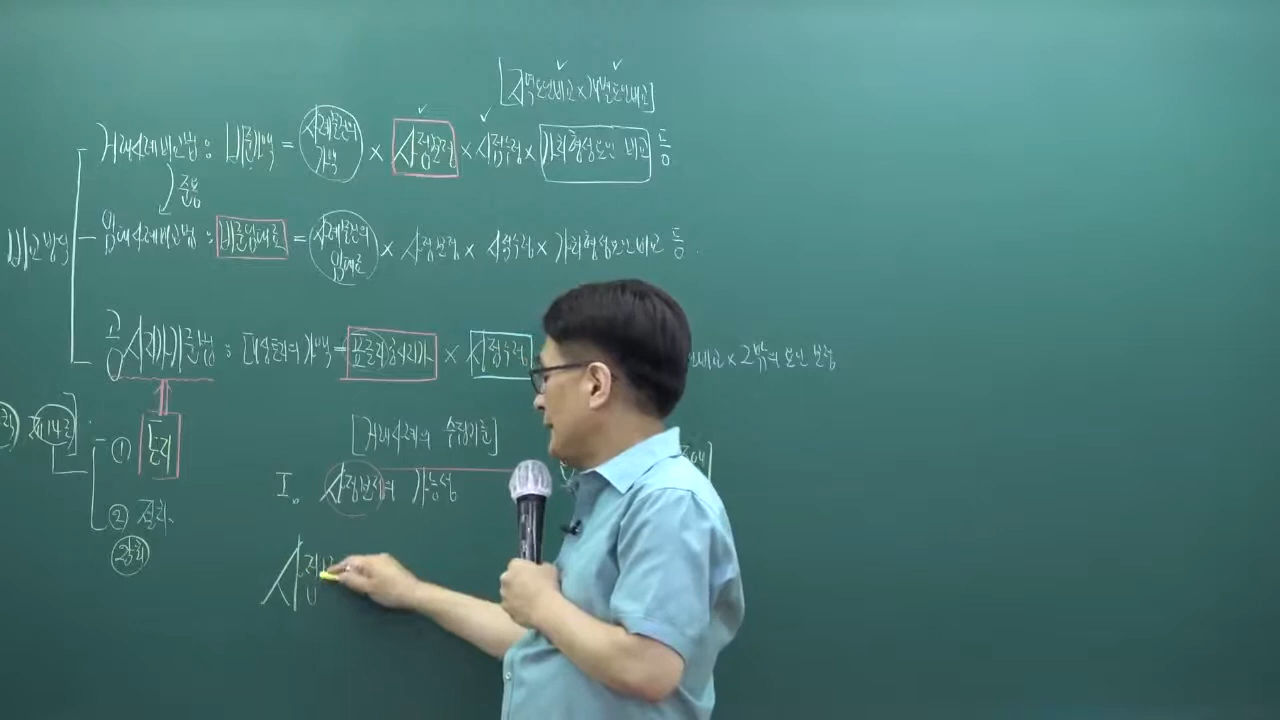 [지역요인비교×개별요인비교]
거래사례비교법 : 비준가액 = 사례물건의 가액 × 사정보정 × 시점수정 × 가치형성요인 비교 등
준용
비교방식
임대사례비교법 : 비준임대료 = (사례물건의 임대료 × 사정보정 × 시점수정 × 가치형성요인 비교 등
공시지가기준법 : 대상토지의 가액 = 표준지공시지가 × 시점수정 비교 × 그 밖의 요인 보정
제14조
① 논리
[거래사례의 수집기준]
I. 사정보정의 가능성
② 절차
사정보